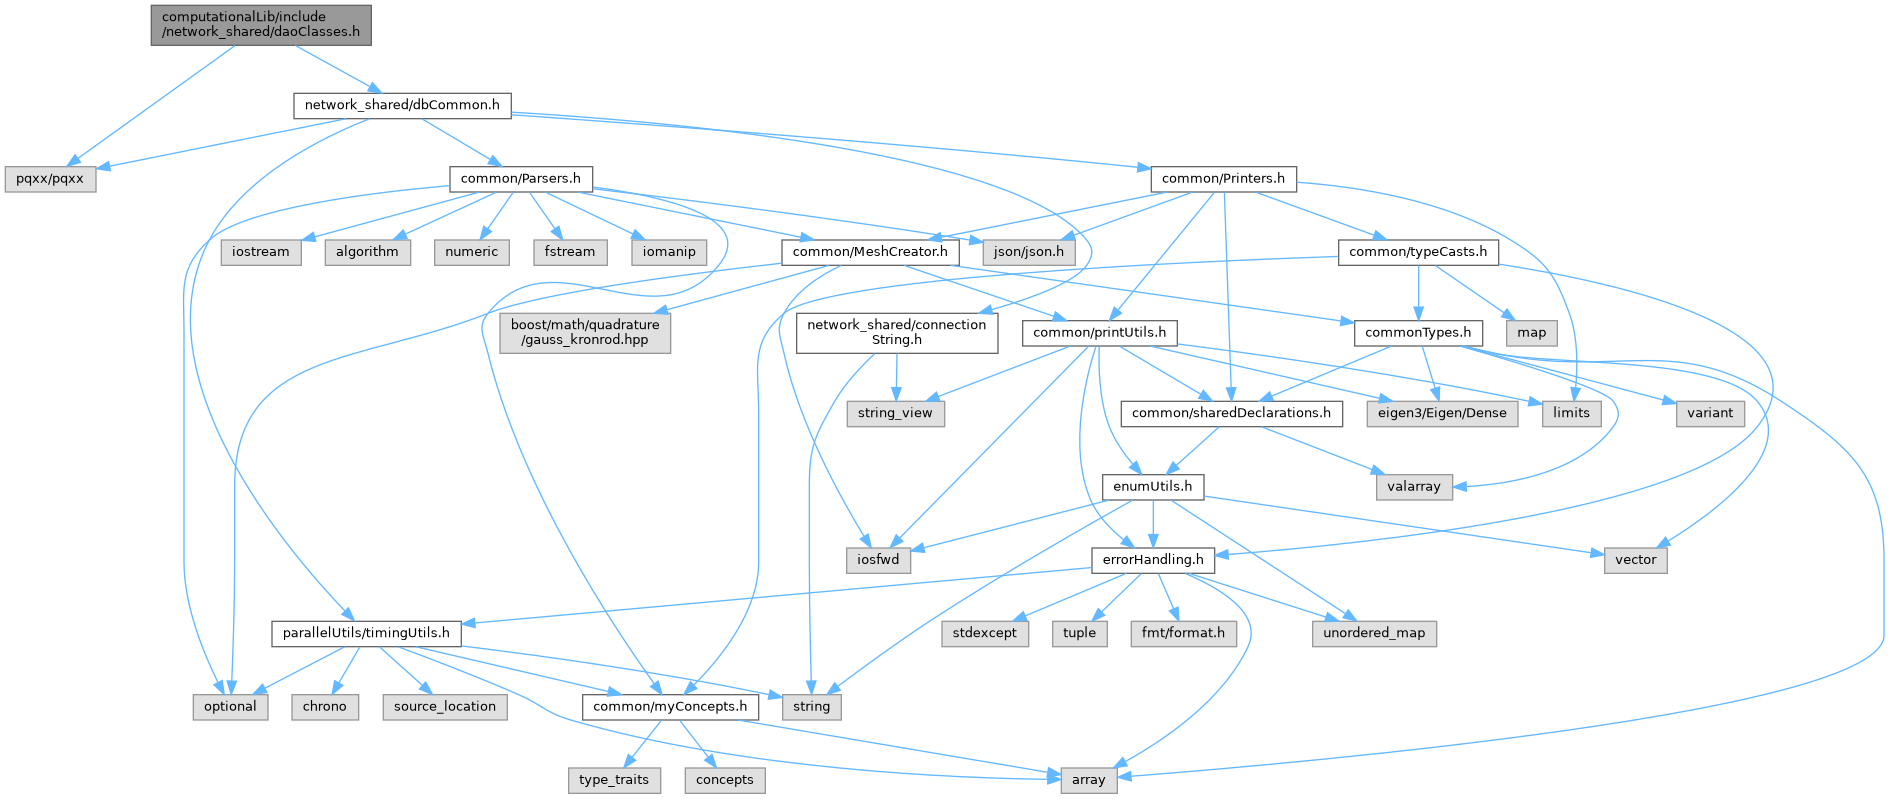 computationalLib/include
/network_shared/daoClasses.h
network_shared/dbCommon.h
pqxx/pqxx
common/Parsers.h
common/Printers.h
iostream
algorithm
numeric
fstream
iomanip
common/MeshCreator.h
json/json.h
common/typeCasts.h
boost/math/quadrature
/gauss_kronrod.hpp
network_shared/connection
String.h
common/printUtils.h
commonTypes.h
map
string_view
common/sharedDeclarations.h
eigen3/Eigen/Dense
limits
variant
enumUtils.h
valarray
iosfwd
errorHandling.h
vector
parallelUtils/timingUtils.h
stdexcept
tuple
fmt/format.h
unordered_map
optional
chrono
source_location
common/myConcepts.h
string
type_traits
concepts
array